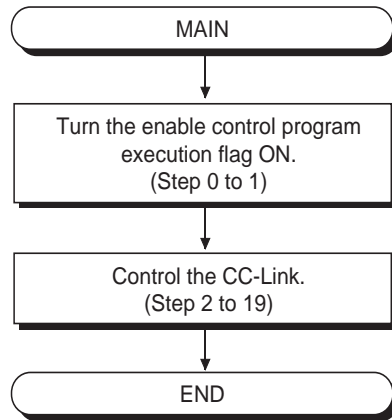 MAIN
Turn the enable control program
execution flag ON.
(Step 0 to 1)
Control the CC-Link.
(Step 2 to 19)
END